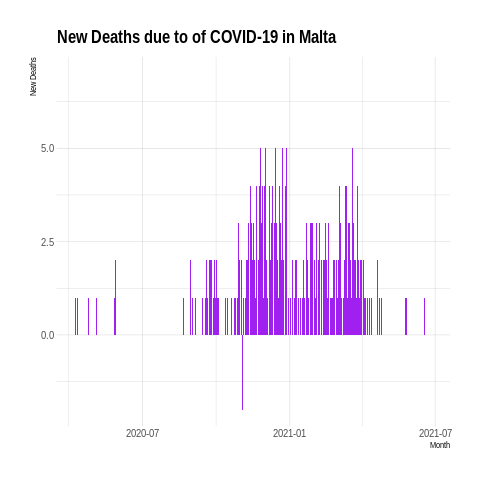 New Deaths due to of COVID-19 in Malta
New Deaths
5.0
2.5
0.0
2020-07
2021-01
2021-07
Month